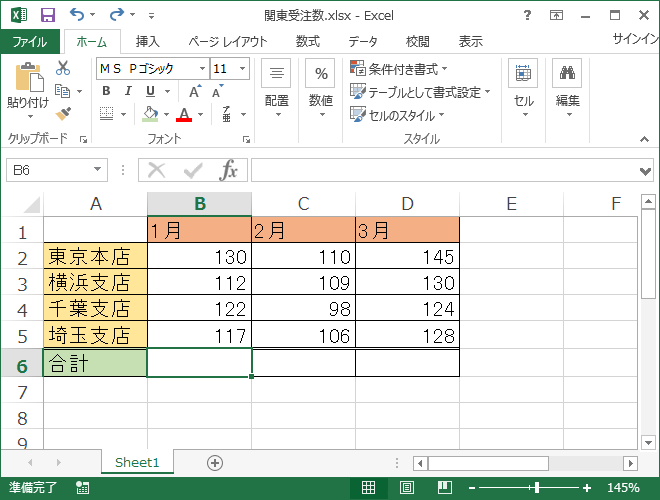 関東受注数.xlsx - Excel
ファイル ホーム 挿入 ページ レイアウト 数式 データ 校閲 表示 サインイン
貼り付け
ＭＳ Ｐゴシック 11
B I U A A
A 亜
配置
%
数値
条件付き書式
テーブルとして書式設定
セルのスタイル
セル
編集
クリップボード フォント スタイル
B6 fx
A B C D E F
1 1月 2月 3月
2 東京本店 130 110 145
3 横浜支店 112 109 130
4 千葉支店 122 98 124
5 埼玉支店 117 106 128
6 合計
7
8
9
Sheet1
準備完了 145%